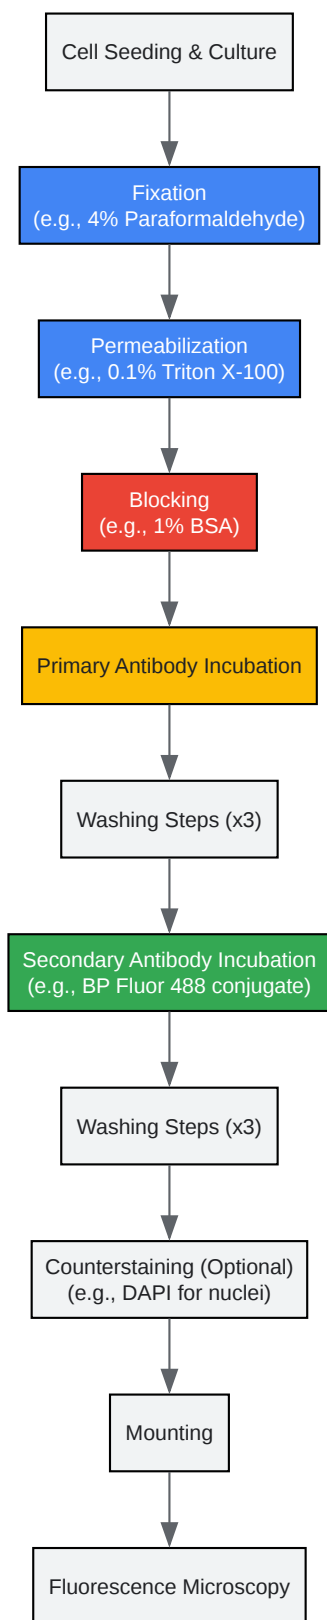 Cell Seeding & Culture
Fixation
(e.g., 4% Paraformaldehyde)
Permeabilization
(e.g., 0.1% Triton X-100)
Blocking
(e.g., 1% BSA)
Primary Antibody Incubation
Washing Steps (x3)
Secondary Antibody Incubation
(e.g., BP Fluor 488 conjugate)
Washing Steps (x3)
Counterstaining (Optional)
(e.g., DAPI for nuclei)
Mounting
Fluorescence Microscopy